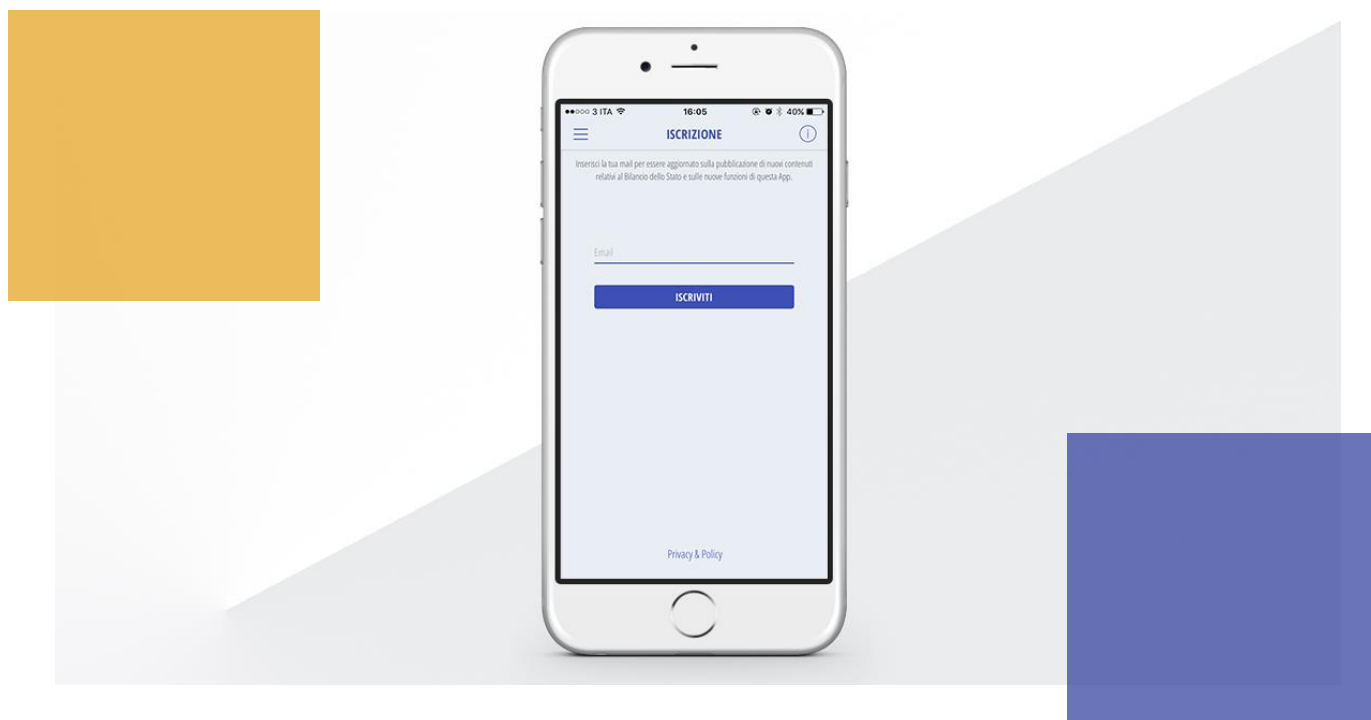 3 ITA 16:05 40%
ISCRIZIONE
Inserisci la tua mail per essere aggiornato sulla pubblicazione di nuovi contenuti
relativi al Bilancio dello Stato e sulle nuove funzioni di questa App.
Email
ISCRIVITI
Privacy & Policy